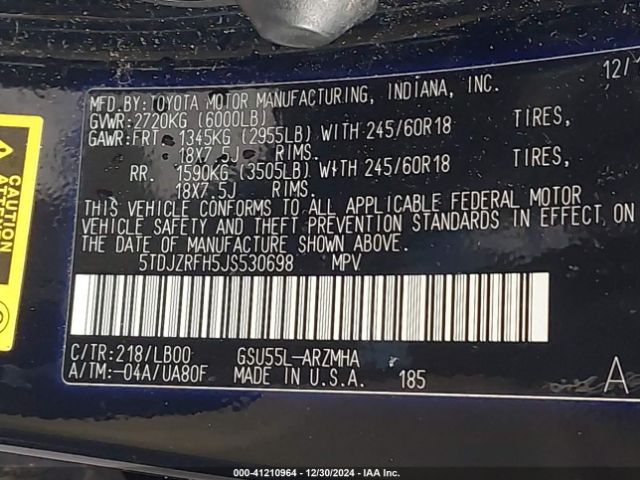 12/
MFD.BY:TOYOTA MOTOR MANUFACTURING, INDIANA, INC.
GVWR:2720KG (6000LB)
GAWR:FRT 1345KG (2955LB) WITH 245/60R18 TIRES,
18X7.5J RIMS.
RR. 1590KG (3505LB) WITH 245/60R18 TIRES,
18X7.5J RIMS.
THIS VEHICLE CONFORMS TO ALL APPLICABLE FEDERAL MOTOR
VEHICLE SAFETY AND THEFT PREVENTION STANDARDS IN EFFECT ON
THE DATE OF MANUFACTURE SHOWN ABOVE.
5TDJZRFH5JS530698 MPV
C/TR:218/LB00 GSU55L-ARZMHA
A/TM:-04A/UA80F MADE IN U.S.A. 185 A
CAUTION
000-41210964 - 12/30/2024 - IAA Inc.